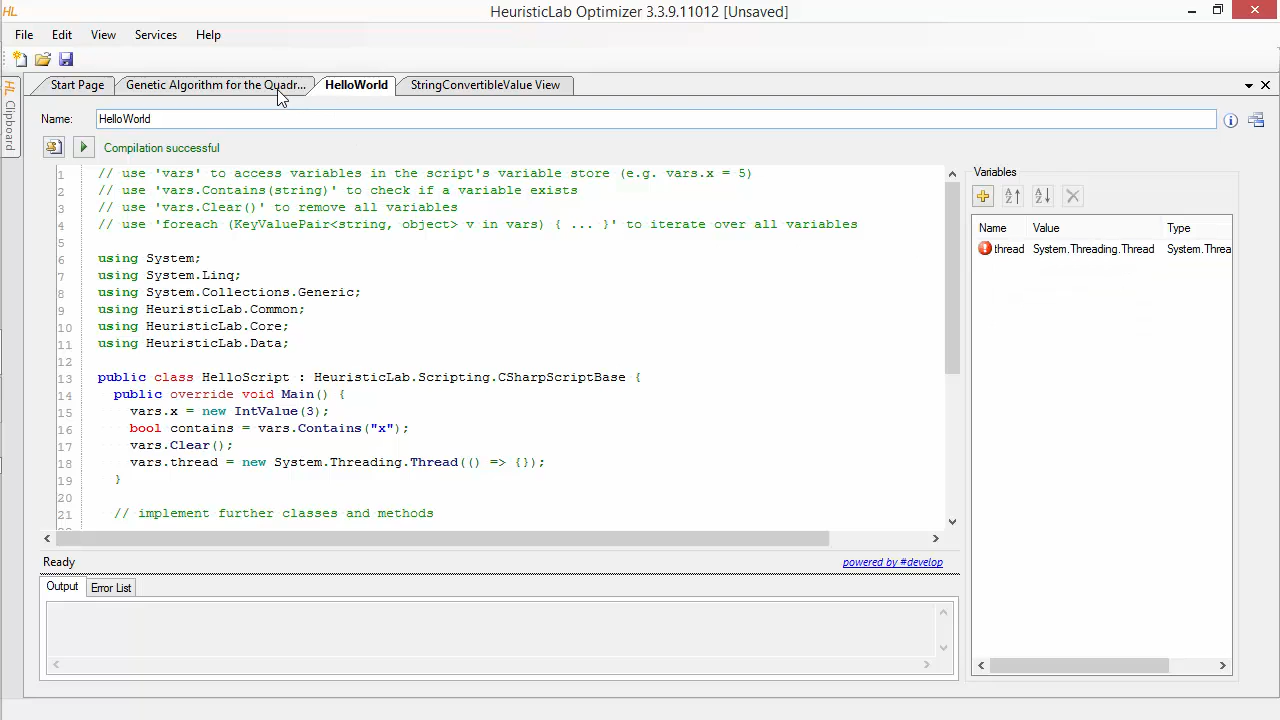 HL
HeuristicLab Optimizer 3.3.9.11012 [Unsaved]
File Edit View Services Help
HL Clipboard
Start Page Genetic Algorithm for the Quadr... HelloWorld StringConvertibleValue View
Name: HelloWorld
Compilation successful
1 // use 'vars' to access variables in the script's variable store (e.g. vars.x = 5)
2 // use 'vars.Contains(string)' to check if a variable exists
3 // use 'vars.Clear()' to remove all variables
4 // use 'foreach (KeyValuePair<string, object> v in vars) { ... }' to iterate over all variables
5
6 using System;
7 using System.Linq;
8 using System.Collections.Generic;
9 using HeuristicLab.Common;
10 using HeuristicLab.Core;
11 using HeuristicLab.Data;
12
13 public class HelloScript : HeuristicLab.Scripting.CSharpScriptBase {
14 public override void Main() {
15 vars.x = new IntValue(3);
16 bool contains = vars.Contains("x");
17 vars.Clear();
18 vars.thread = new System.Threading.Thread(() => {});
19 }
20
21 // implement further classes and methods
Ready powered by #develop
Output Error List
Variables
Name Value Type
thread System.Threading.Thread System.Threa